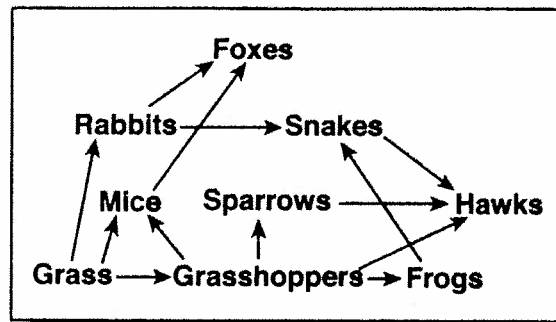 Foxes
Rabbits Snakes
Mice Sparrows Hawks
Grass Grasshoppers Frogs